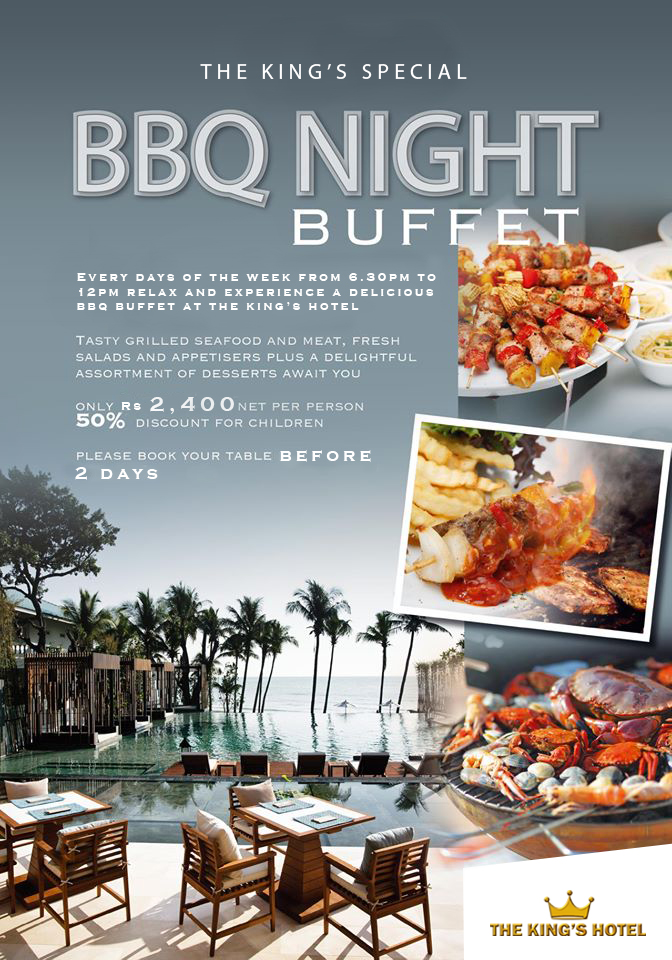 THE KING'S SPECIAL
BBQ NIGHT
BUFFET
EVERY DAYS OF THE WEEK FROM 6.30PM TO
12PM RELAX AND EXPERIENCE A DELICIOUS
BBQ BUFFET AT THE KING'S HOTEL
TASTY GRILLED SEAFOOD AND MEAT, FRESH
SALADS AND APPETISERS PLUS A DELIGHTFUL
ASSORTMENT OF DESSERTS AWAIT YOU
ONLY Rs 2,400 NET PER PERSON
50% DISCOUNT FOR CHILDREN
PLEASE BOOK YOUR TABLE BEFORE
2 DAYS
THE KING'S HOTEL